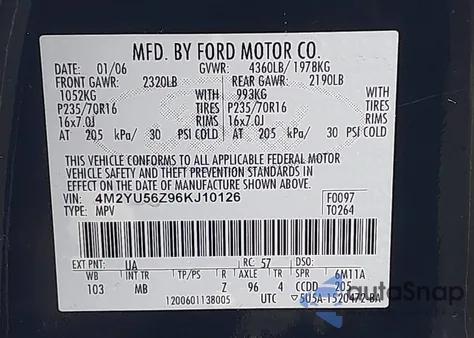 MFD. BY FORD MOTOR CO.
DATE: 01/06 GVWR: 4360LB/ 1978KG
FRONT GAWR: 2320LB REAR GAWR: 2190LB
1052KG WITH 993KG WITH
P235/70R16 TIRES P235/70R16 TIRES
16x7.0J RIMS 16x7.0J RIMS
AT 205 kPa/ 30 PSI COLD AT 205 kPa/ 30 PSI COLD
THIS VEHICLE CONFORMS TO ALL APPLICABLE FEDERAL MOTOR
VEHICLE SAFETY AND THEFT PREVENTION STANDARDS
IN EFFECT ON THE DATE OF MANUFACTURE SHOWN ABOVE.
VIN: 4M2YU56Z96KJ10126 F0097
TYPE: MPV T0264
EXT PNT: UA RC: 57 DSO:
WB INT TR TP/PS R AXLE TR SPR 6M11A
103 MB Z 96 4 CCDD 205
1200601138005 UTC 5U5A-1520472-BA
autoSnap